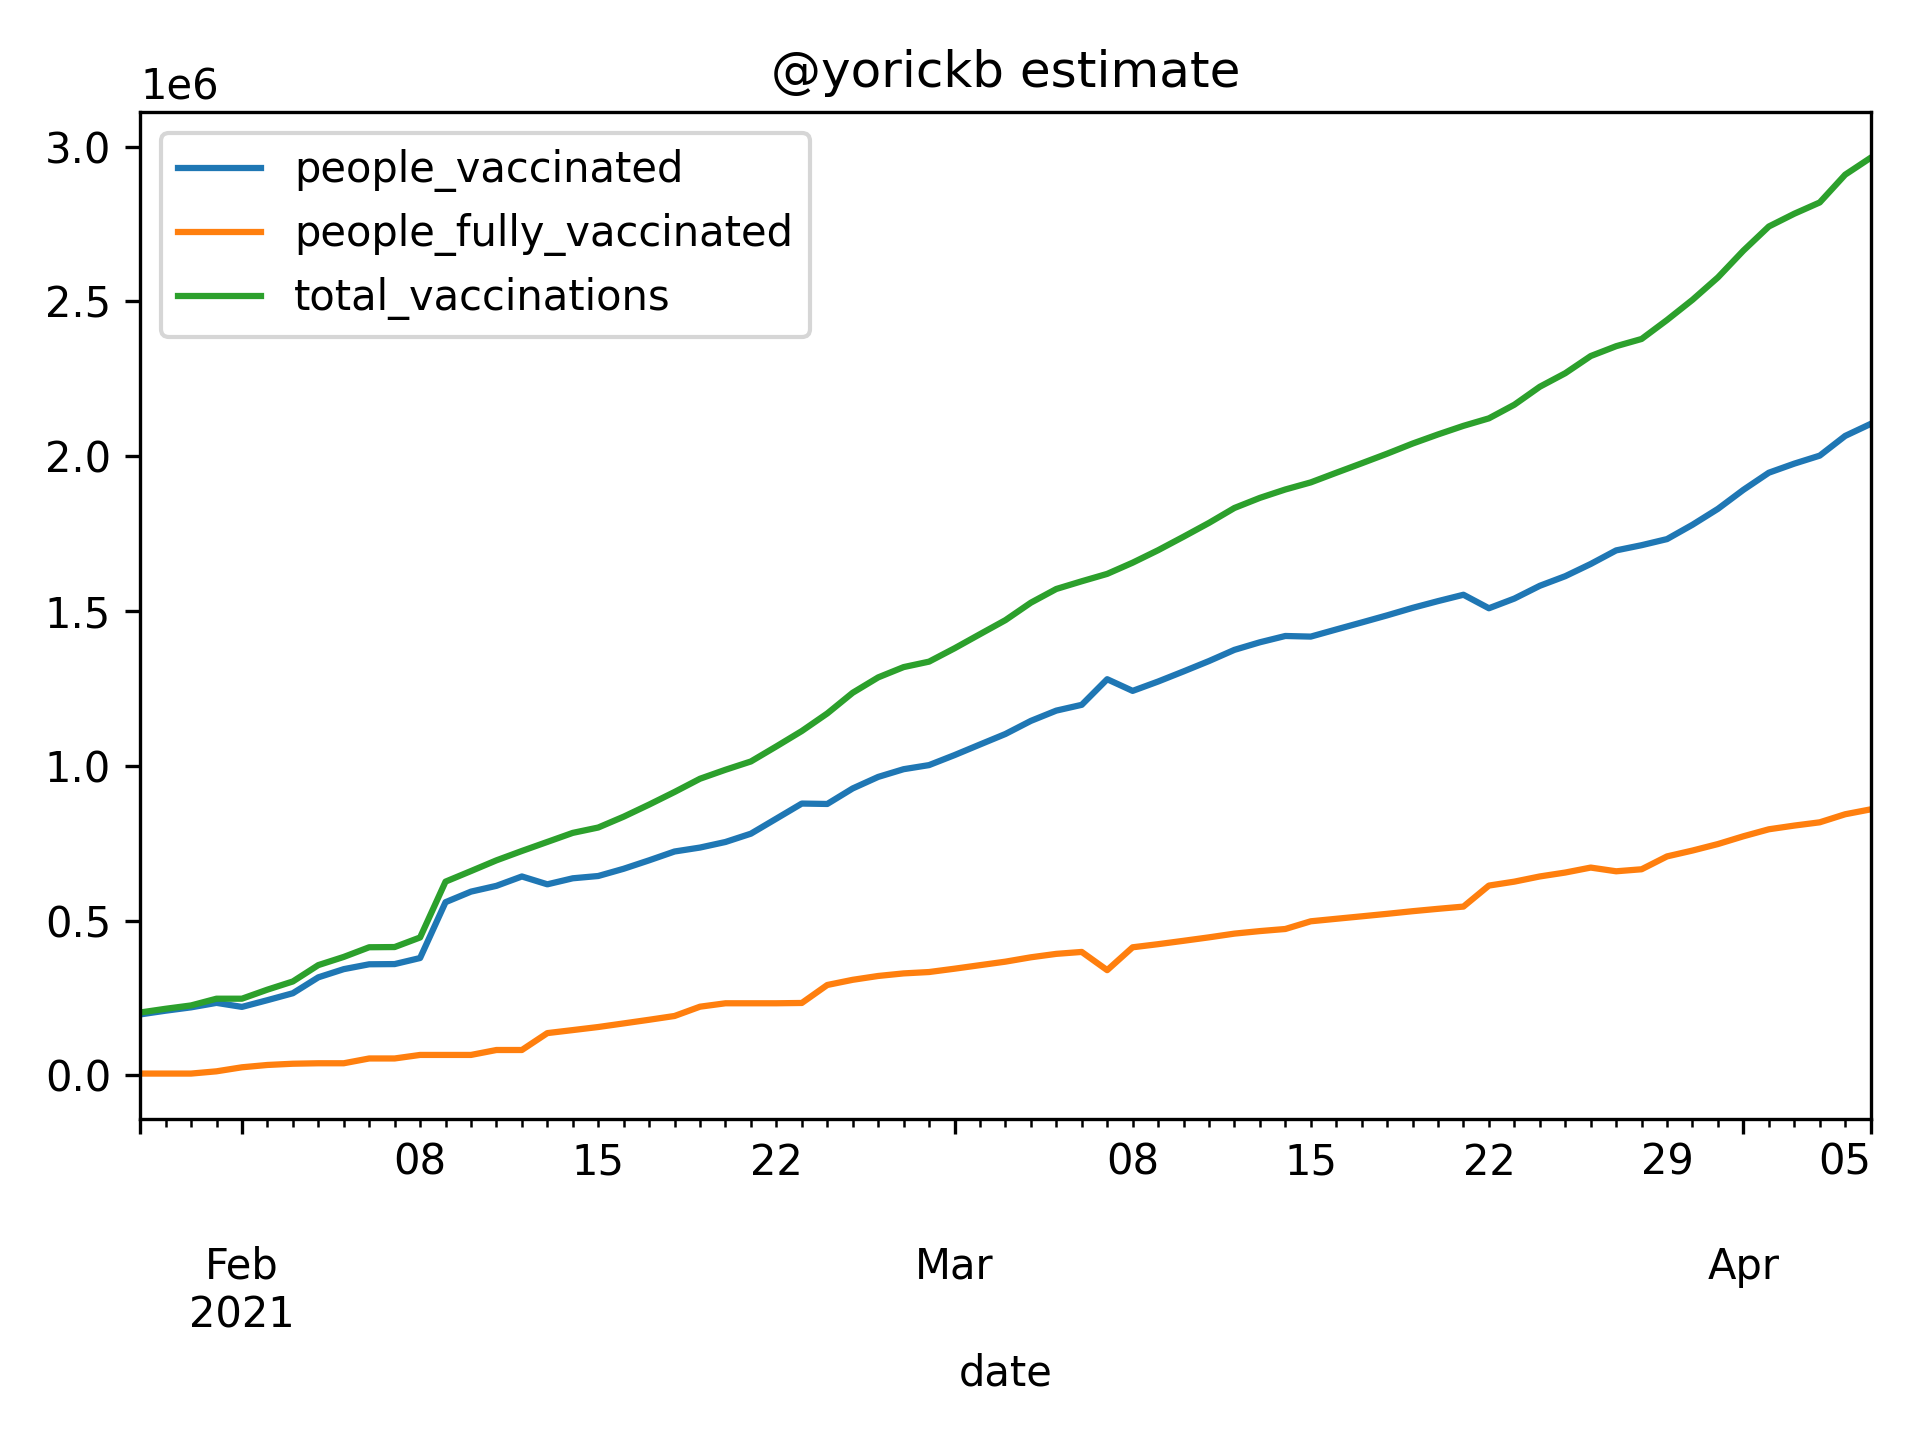 @yorickb estimate
1e6
3.0
2.5
2.0
1.5
1.0
0.5
0.0
people_vaccinated
people_fully_vaccinated
total_vaccinations
08 15 22 08 15 22 29 05
Feb Mar Apr
2021
date